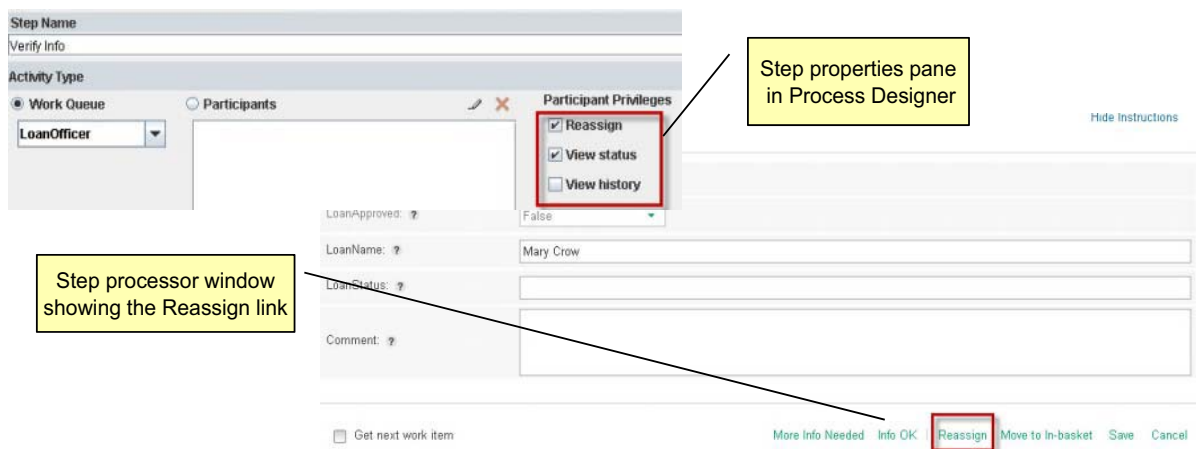 Step Name
Verify Info
Activity Type
Work Queue
Participants
Participant Privileges
LoanOfficer
Reassign
View status
View history
Step properties pane
in Process Designer
Hide Instructions
LoanApproved: ?
False
LoanName: ?
Mary Crow
Step processor window
showing the Reassign link
LoanStatus: ?
Comment: ?
Get next work item
More Info Needed Info OK | Reassign Move to In-basket Save Cancel